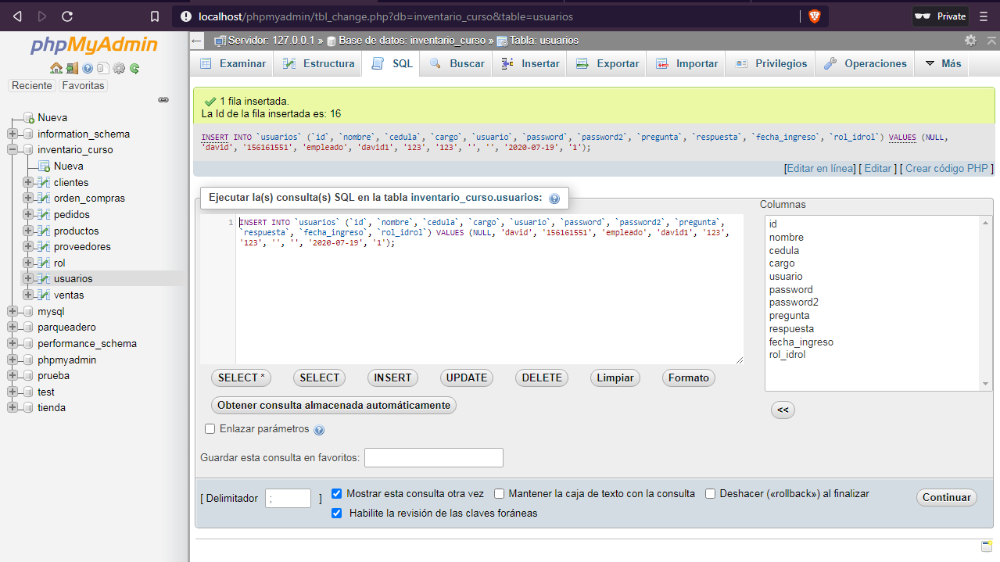 localhost/phpmyadmin/tbl_change.php?db=inventario_curso&table=usuarios
Private
phpMyAdmin
Reciente Favoritas
Nueva
information_schema
inventario_curso
Nueva
clientes
orden_compras
pedidos
productos
proveedores
rol
usuarios
ventas
mysql
parqueadero
performance_schema
phpmyadmin
prueba
test
tienda
Servidor: 127.0.0.1 » Base de datos: inventario_curso » Tabla: usuarios
Examinar Estructura SQL Buscar Insertar Exportar Importar Privilegios Operaciones Más
1 fila insertada.
La Id de la fila insertada es: 16
INSERT INTO `usuarios` (`id`, `nombre`, `cedula`, `cargo`, `usuario`, `password`, `password2`, `pregunta`, `respuesta`, `fecha_ingreso`, `rol_idrol`) VALUES (NULL,
'david', '156161551', 'empleado', 'david1', '123', '123', '', '', '2020-07-19', '1');
[Editar en línea] [ Editar ] [ Crear código PHP ]
Ejecutar la(s) consulta(s) SQL en la tabla inventario_curso.usuarios:
1 INSERT INTO `usuarios` (`id`, `nombre`, `cedula`, `cargo`, `usuario`, `password`, `password2`, `pregunta`,
`respuesta`, `fecha_ingreso`, `rol_idrol`) VALUES (NULL, 'david', '156161551', 'empleado', 'david1', '123',
'123', '', '', '2020-07-19', '1');
Columnas
id
nombre
cedula
cargo
usuario
password
password2
pregunta
respuesta
fecha_ingreso
rol_idrol
SELECT * SELECT INSERT UPDATE DELETE Limpiar Formato
Obtener consulta almacenada automáticamente
<<
Enlazar parámetros
Guardar esta consulta en favoritos:
[ Delimitador ; ] Mostrar esta consulta otra vez Mantener la caja de texto con la consulta Deshacer («rollback») al finalizar
Habilite la revisión de las claves foráneas
Continuar